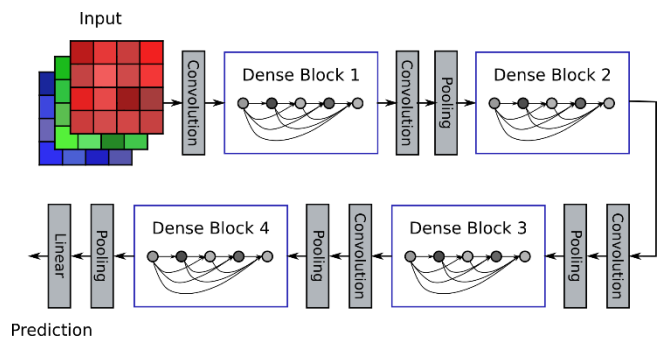 Input
Convolution
Dense Block 1
Convolution
Pooling
Dense Block 2
Convolution
Pooling
Dense Block 3
Convolution
Pooling
Dense Block 4
Pooling
Linear
Prediction